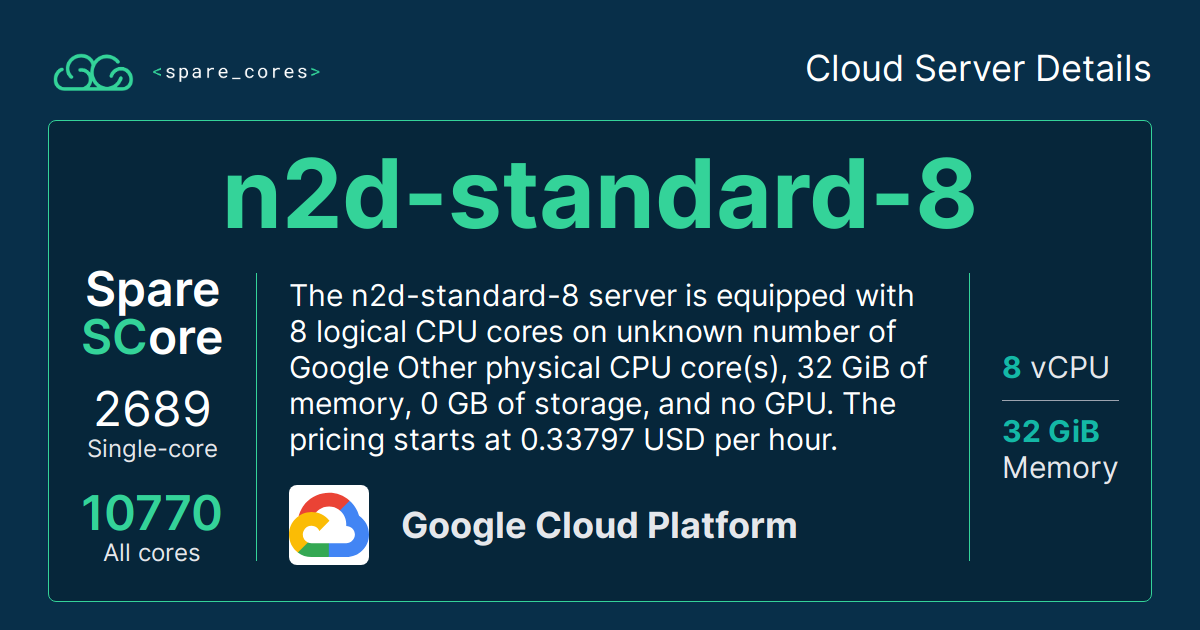 <spare_cores>
Cloud Server Details
n2d-standard-8
Spare
SCore
2689
Single-core
10770
All cores
The n2d-standard-8 server is equipped with
8 logical CPU cores on unknown number of
Google Other physical CPU core(s), 32 GiB of
memory, 0 GB of storage, and no GPU. The
pricing starts at 0.33797 USD per hour.
Google Cloud Platform
8 vCPU
32 GiB
Memory